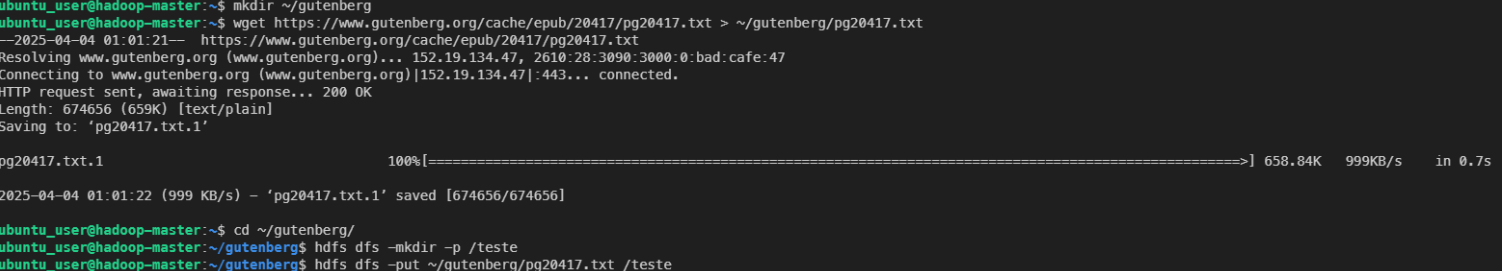 ubuntu_user@hadoop-master:~$ mkdir ~/gutenberg
ubuntu_user@hadoop-master:~$ wget https://www.gutenberg.org/cache/epub/20417/pg20417.txt > ~/gutenberg/pg20417.txt
--2025-04-04 01:01:21-- https://www.gutenberg.org/cache/epub/20417/pg20417.txt
Resolving www.gutenberg.org (www.gutenberg.org)... 152.19.134.47, 2610:28:3090:3000:0:bad:cafe:47
Connecting to www.gutenberg.org (www.gutenberg.org)|152.19.134.47|:443... connected.
HTTP request sent, awaiting response... 200 OK
Length: 674656 (659K) [text/plain]
Saving to: ‘pg20417.txt.1’
pg20417.txt.1 100%[====================================================================================================>] 658.84K 999KB/s in 0.7s
2025-04-04 01:01:22 (999 KB/s) - ‘pg20417.txt.1’ saved [674656/674656]
ubuntu_user@hadoop-master:~$ cd ~/gutenberg/
ubuntu_user@hadoop-master:~/gutenberg$ hdfs dfs -mkdir -p /teste
ubuntu_user@hadoop-master:~/gutenberg$ hdfs dfs -put ~/gutenberg/pg20417.txt /teste